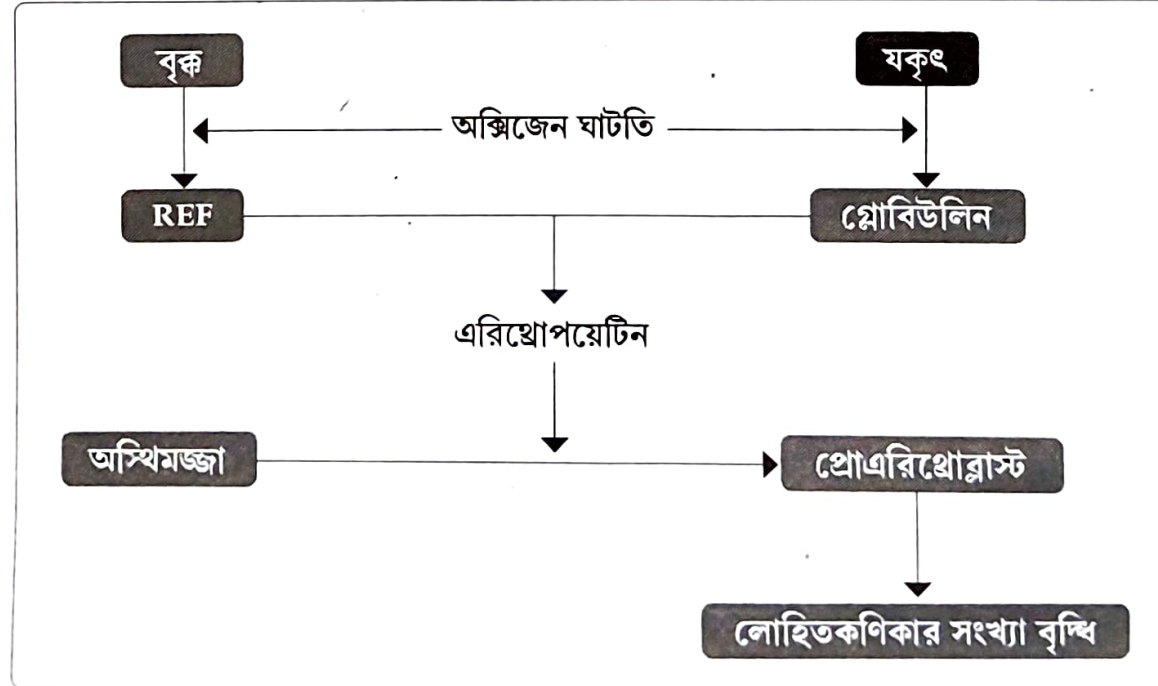 বৃক্ক
যকৃৎ
অক্সিজেন ঘাটতি
REF
গ্লোবিউলিন
এরিথ্রোপয়েটিন
অস্থিমজ্জা
প্রোএরিথ্রোব্লাস্ট
লোহিতকণিকার সংখ্যা বৃদ্ধি